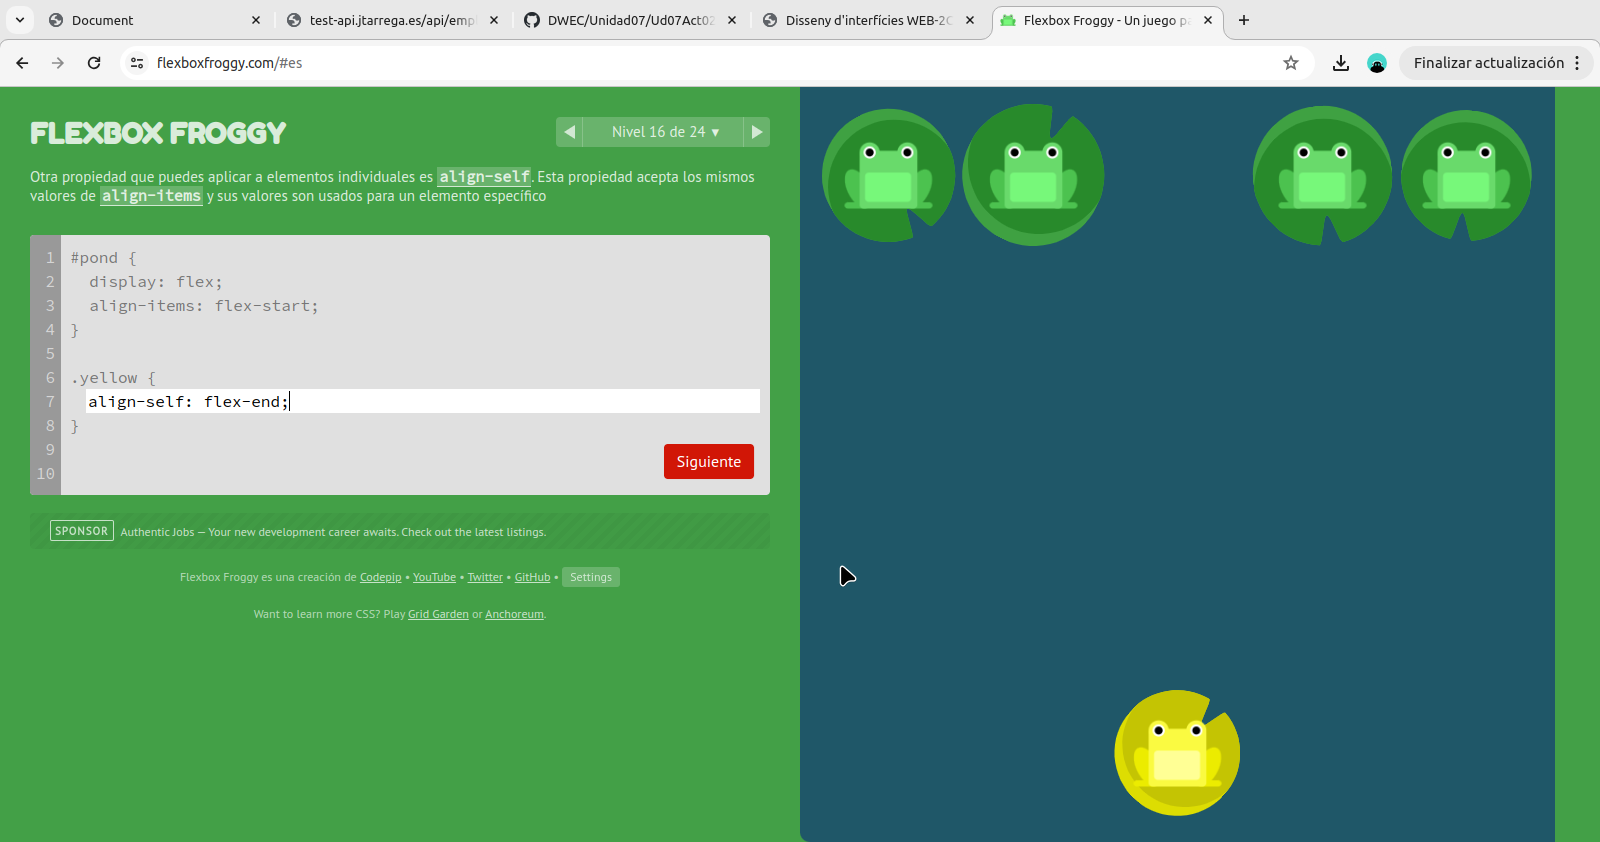 Document
test-api.jtarrega.es/api/emp
DWEC/Unidad07/Ud07Act02
Disseny d'interfícies WEB-2C
Flexbox Froggy - Un juego pa
flexboxfroggy.com/#es
Finalizar actualización
FLEXBOX FROGGY
Nivel 16 de 24 ▾
Otra propiedad que puedes aplicar a elementos individuales es align-self. Esta propiedad acepta los mismos
valores de align-items y sus valores son usados para un elemento específico
1 #pond {
2 display: flex;
3 align-items: flex-start;
4 }
5
6 .yellow {
7 align-self: flex-end;
8 }
9
10
Siguiente
SPONSOR Authentic Jobs — Your new development career awaits. Check out the latest listings.
Flexbox Froggy es una creación de Codepip • YouTube • Twitter • GitHub • Settings
Want to learn more CSS? Play Grid Garden or Anchoreum.